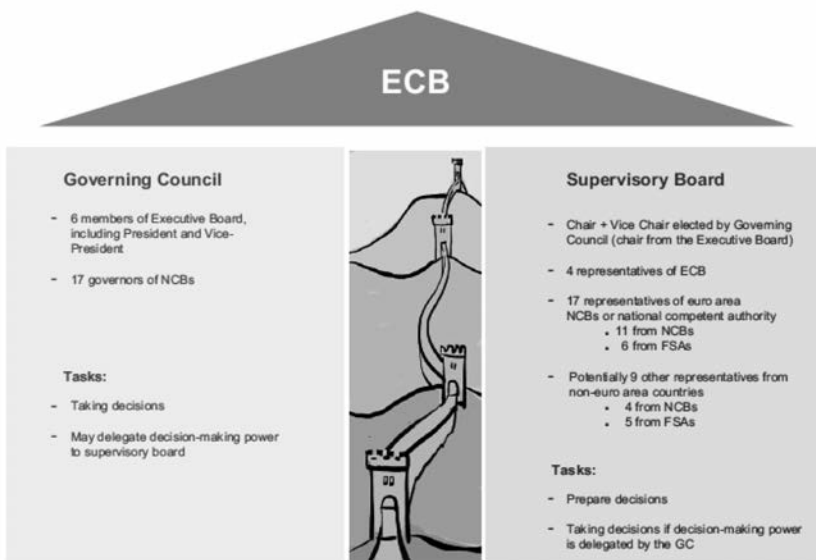 ECB
Governing Council
- 6 members of Executive Board,
including President and Vice-
President
- 17 governors of NCBs
Tasks:
- Taking decisions
- May delegate decision-making power
to supervisory board
Supervisory Board
- Chair + Vice Chair elected by Governing
Council (chair from the Executive Board)
- 4 representatives of ECB
- 17 representatives of euro area
NCBs or national competent authority
• 11 from NCBs
• 6 from FSAs
- Potentially 9 other representatives from
non-euro area countries
• 4 from NCBs
• 5 from FSAs
Tasks:
- Prepare decisions
- Taking decisions if decision-making power
is delegated by the GC